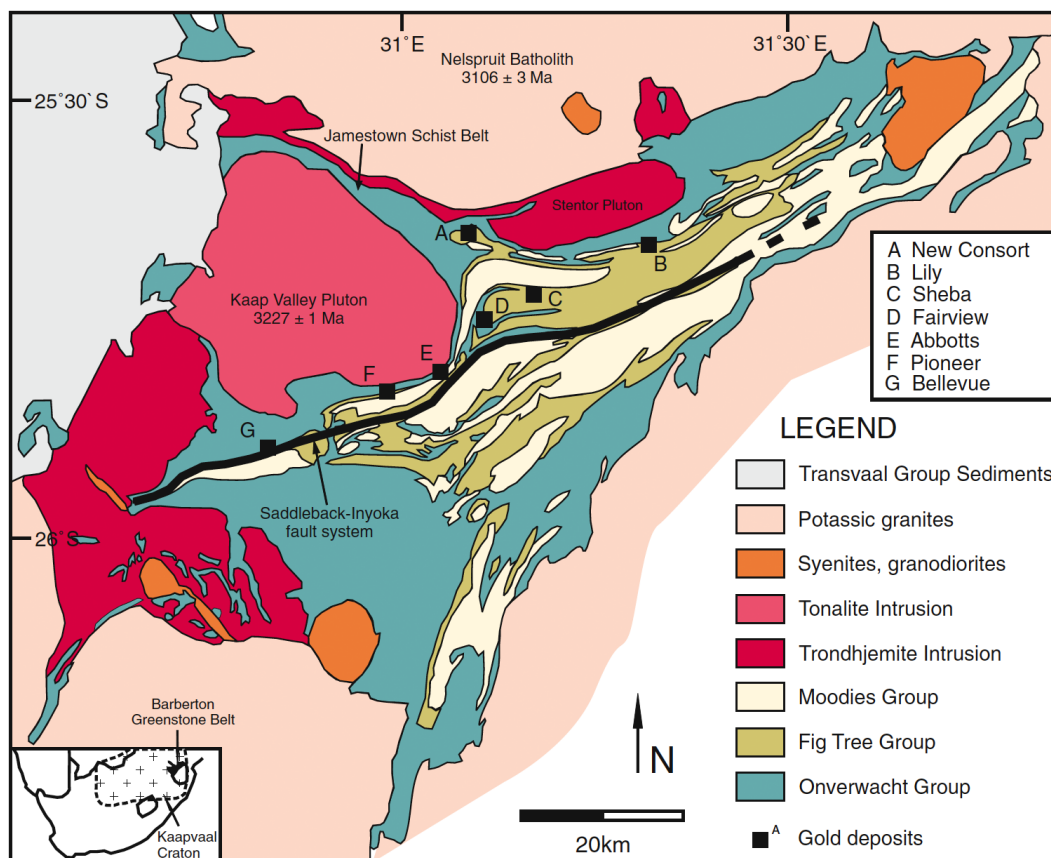 31°E
31°30`E
Nelspruit Batholith
3106 ± 3 Ma
25°30` S
Jamestown Schist Belt
Stentor Pluton
A
B
Kaap Valley Pluton
3227 ± 1 Ma
C
D
E
F
G
A New Consort
B Lily
C Sheba
D Fairview
E Abbotts
F Pioneer
G Bellevue
Saddleback-Inyoka
fault system
26°S
LEGEND
Transvaal Group Sediments
Potassic granites
Syenites, granodiorites
Tonalite Intrusion
Trondhjemite Intrusion
Moodies Group
Fig Tree Group
Onverwacht Group
A Gold deposits
N
20km
Barberton
Greenstone Belt
Kaapvaal
Craton